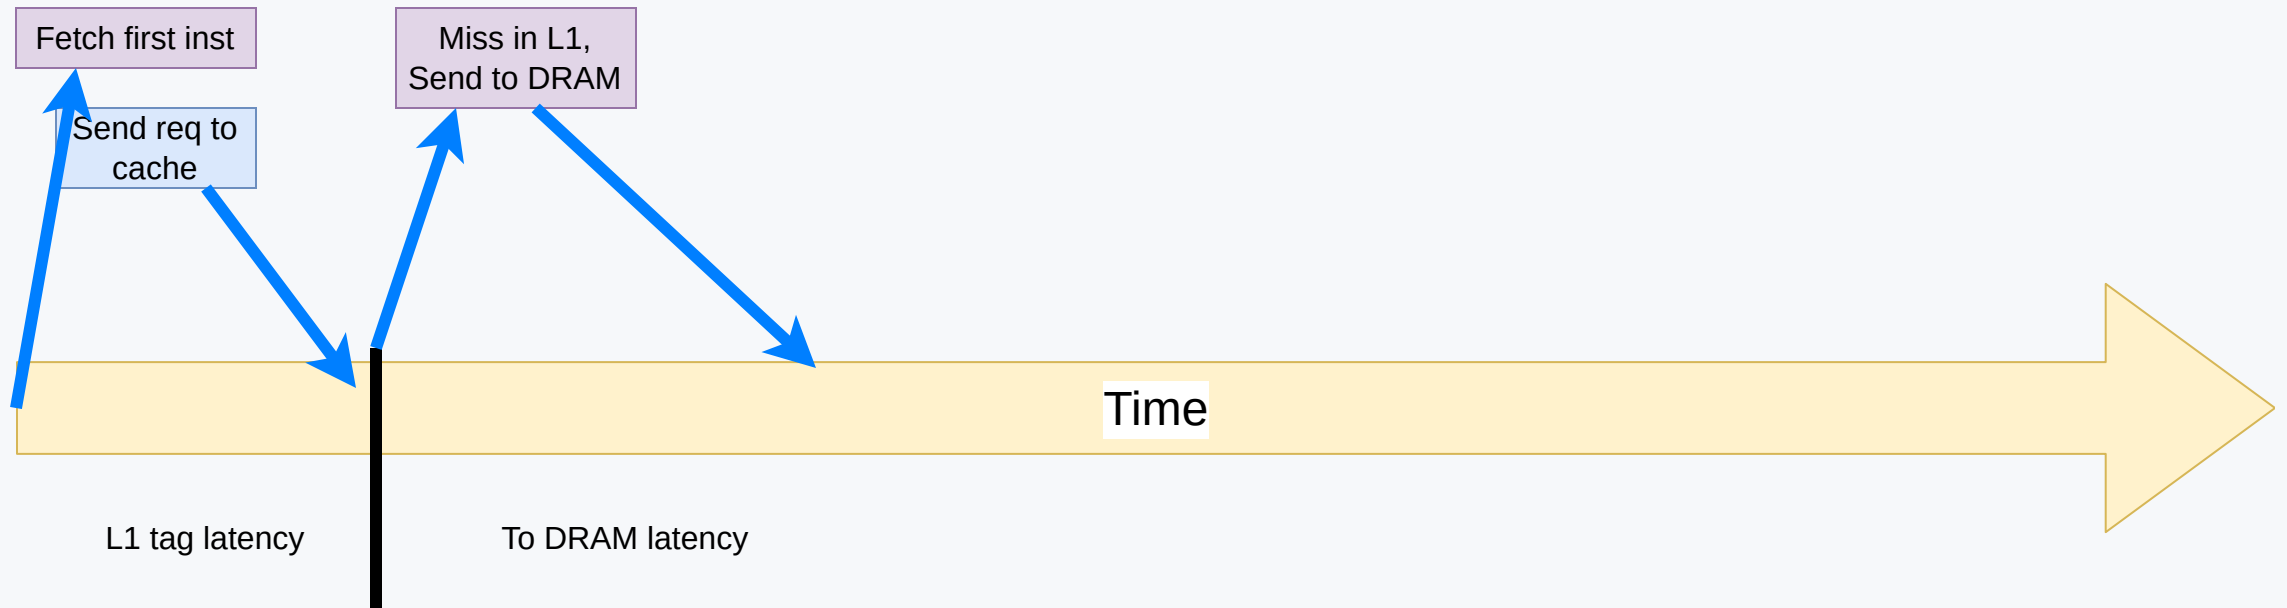 Fetch first inst
Send req to
cache
Miss in L1,
Send to DRAM
Time
L1 tag latency
To DRAM latency